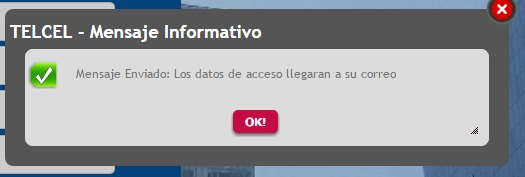 TELCEL - Mensaje Informativo
Mensaje Enviado: Los datos de acceso llegaran a su correo
OK!